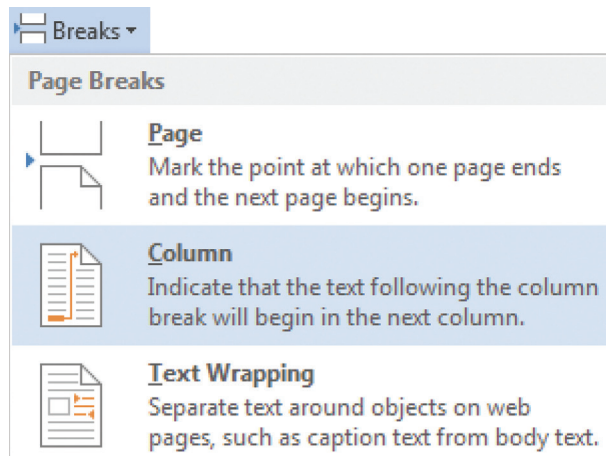 Breaks
Page Breaks
Page
Mark the point at which one page ends
and the next page begins.
Column
Indicate that the text following the column
break will begin in the next column.
Text Wrapping
Separate text around objects on web
pages, such as caption text from body text.